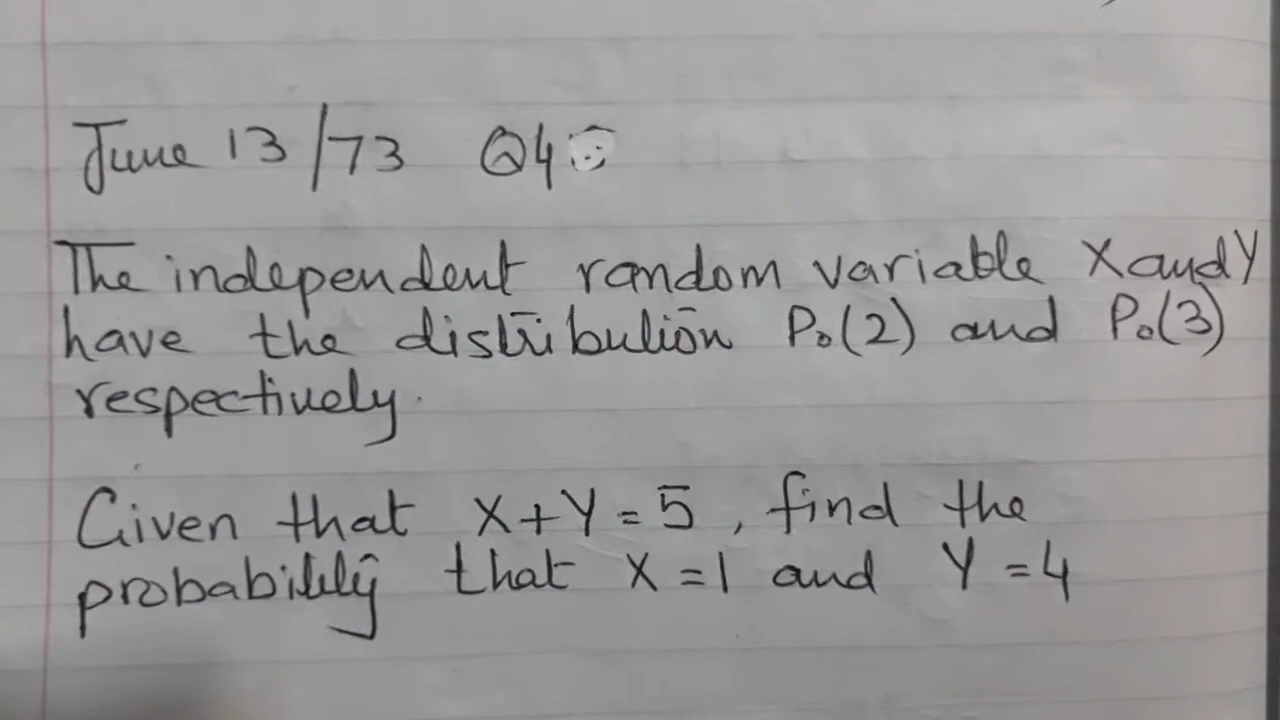 June 13/73 Q4
The independent random variable X and Y
have the distribution Po(2) and Po(3)
respectively.
Given that X+Y=5, find the
probability that X=1 and Y=4